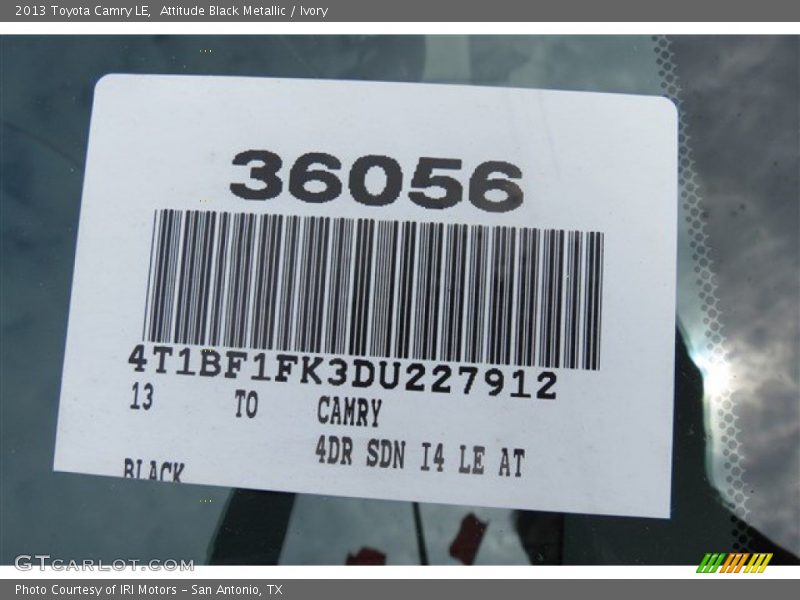 2013 Toyota Camry LE,  Attitude Black Metallic / Ivory
36056
4T1BF1FK3DU227912
13 TO CAMRY
4DR SDN I4 LE AT
BLACK
GTCarLot.com
Photo Courtesy of IRI Motors - San Antonio, TX